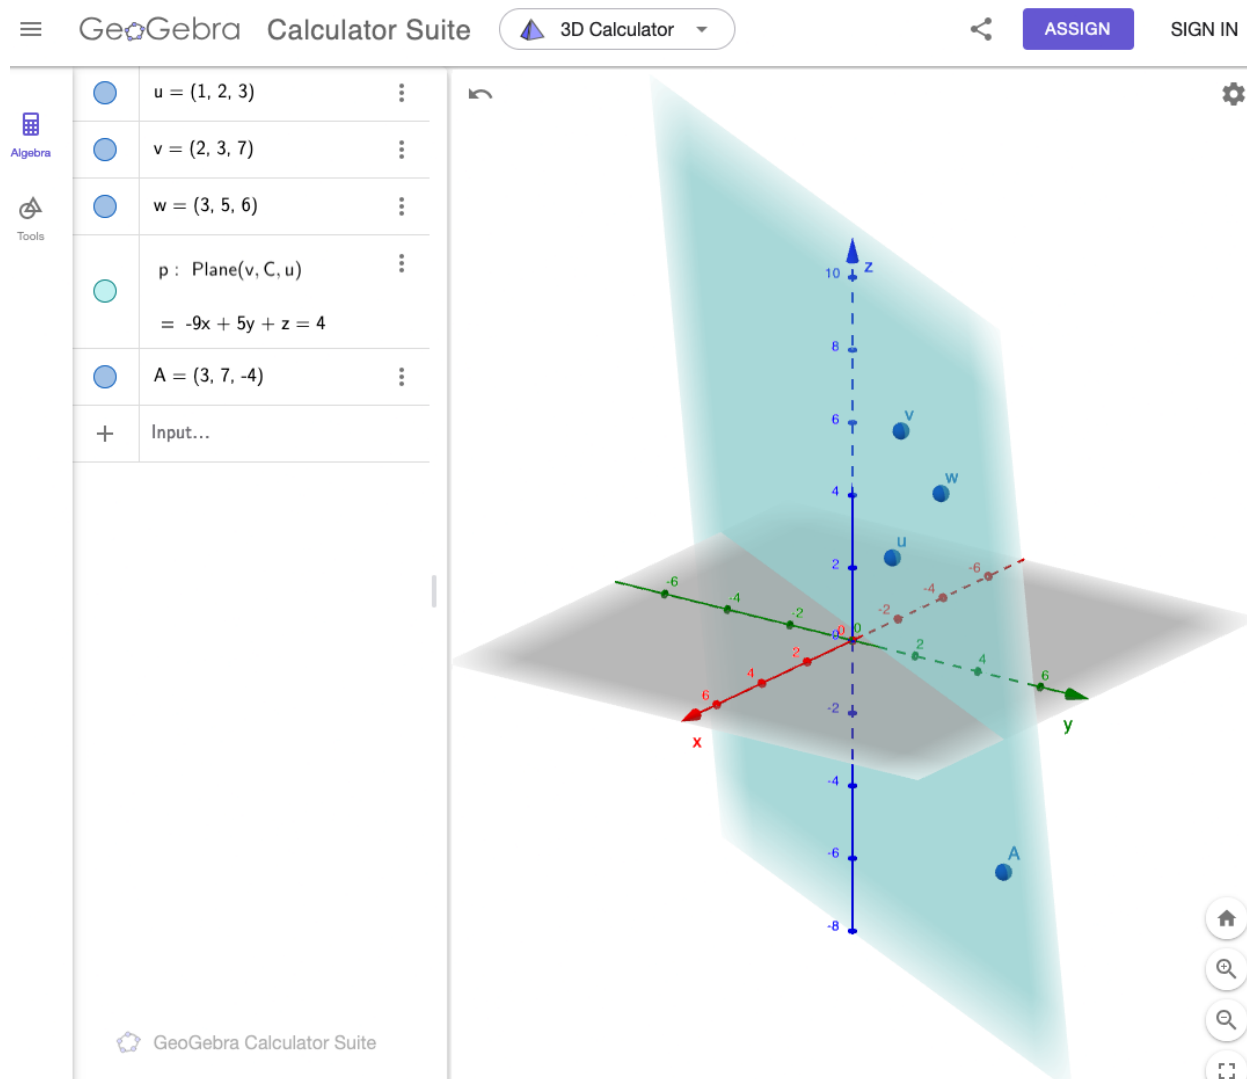 GeoGebra Calculator Suite 3D Calculator ASSIGN SIGN IN
Algebra
Tools
u = (1, 2, 3)
v = (2, 3, 7)
w = (3, 5, 6)
p : Plane(v, C, u)
= -9x + 5y + z = 4
A = (3, 7, -4)
+ Input...
GeoGebra Calculator Suite
z
10
8
6
4
2
0
-2
-4
-6
-8
v
w
u
A
-6
-4
-2
0
2
4
6
y
-6
-4
-2
0
2
4
6
x